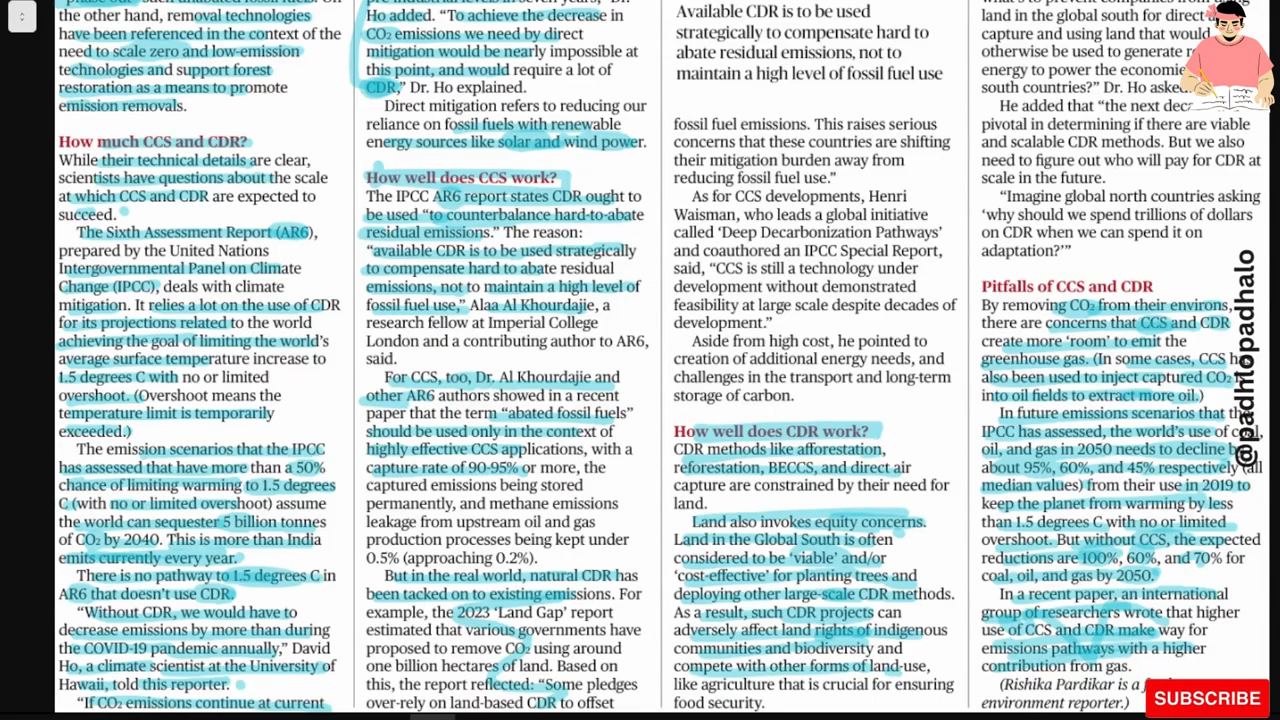 the other hand, removal technologies
have been referenced in the context of the
need to scale zero and low-emission
technologies and support forest
restoration as a means to promote
emission removals.
How much CCS and CDR?
While their technical details are clear,
scientists have questions about the scale
at which CCS and CDR are expected to
succeed.
The Sixth Assessment Report (AR6),
prepared by the United Nations
Intergovernmental Panel on Climate
Change (IPCC), deals with climate
mitigation. It relies a lot on the use of CDR
for its projections related to the world
achieving the goal of limiting the world's
average surface temperature increase to
1.5 degrees C with no or limited
overshoot. (Overshoot means the
temperature limit is temporarily
exceeded.)
The emission scenarios that the IPCC
has assessed that have more than a 50%
chance of limiting warming to 1.5 degrees
C (with no or limited overshoot) assume
the world can sequester 5 billion tonnes
of CO₂ by 2040. This is more than India
emits currently every year.
There is no pathway to 1.5 degrees C in
AR6 that doesn't use CDR.
“Without CDR, we would have to
decrease emissions by more than during
the COVID-19 pandemic annually,” David
Ho, a climate scientist at the University of
Hawaii, told this reporter.
“If CO₂ emissions continue at current
Ho added. “To achieve the decrease in
CO₂ emissions we need by direct
mitigation would be nearly impossible at
this point, and would require a lot of
CDR,” Dr. Ho explained.
Direct mitigation refers to reducing our
reliance on fossil fuels with renewable
energy sources like solar and wind power.
How well does CCS work?
The IPCC AR6 report states CDR ought to
be used “to counterbalance hard-to-abate
residual emissions.” The reason:
“available CDR is to be used strategically
to compensate hard to abate residual
emissions, not to maintain a high level of
fossil fuel use,” Alaa Al Khourdajie, a
research fellow at Imperial College
London and a contributing author to AR6,
said.
For CCS, too, Dr. Al Khourdajie and
other AR6 authors showed in a recent
paper that the term “abated fossil fuels”
should be used only in the context of
highly effective CCS applications, with a
capture rate of 90-95% or more, the
captured emissions being stored
permanently, and methane emissions
leakage from upstream oil and gas
production processes being kept under
0.5% (approaching 0.2%).
But in the real world, natural CDR has
been tacked on to existing emissions. For
example, the 2023 ‘Land Gap’ report
estimated that various governments have
proposed to remove CO₂ using around
one billion hectares of land. Based on
this, the report reflected: “Some pledges
over-rely on land-based CDR to offset
Available CDR is to be used
strategically to compensate hard to
abate residual emissions, not to
maintain a high level of fossil fuel use
fossil fuel emissions. This raises serious
concerns that these countries are shifting
their mitigation burden away from
reducing fossil fuel use.”
As for CCS developments, Henri
Waisman, who leads a global initiative
called ‘Deep Decarbonization Pathways’
and coauthored an IPCC Special Report,
said, “CCS is still a technology under
development without demonstrated
feasibility at large scale despite decades of
development.”
Aside from high cost, he pointed to
creation of additional energy needs, and
challenges in the transport and long-term
storage of carbon.
How well does CDR work?
CDR methods like afforestation,
reforestation, BECCS, and direct air
capture are constrained by their need for
land.
Land also invokes equity concerns.
Land in the Global South is often
considered to be ‘viable’ and/or
‘cost-effective’ for planting trees and
deploying other large-scale CDR methods.
As a result, such CDR projects can
adversely affect land rights of indigenous
communities and biodiversity and
compete with other forms of land-use,
like agriculture that is crucial for ensuring
food security.
land in the global south for direct
capture and using land that would
otherwise be used to generate
energy to power the economie
south countries?” Dr. Ho asked
He added that “the next dec
pivotal in determining if there are viable
and scalable CDR methods. But we also
need to figure out who will pay for CDR at
scale in the future.
“Imagine global north countries asking
‘why should we spend trillions of dollars
on CDR when we can spend it on
adaptation?’”
Pitfalls of CCS and CDR
By removing CO₂ from their environs,
there are concerns that CCS and CDR
create more ‘room’ to emit the
greenhouse gas. (In some cases, CCS h
also been used to inject captured CO₂
into oil fields to extract more oil.)
In future emissions scenarios that the
IPCC has assessed, the world's use of coal,
oil, and gas in 2050 needs to decline by
about 95%, 60%, and 45% respectively (all
median values) from their use in 2019 to
keep the planet from warming by less
than 1.5 degrees C with no or limited
overshoot. But without CCS, the expected
reductions are 100%, 60%, and 70% for
coal, oil, and gas by 2050.
In a recent paper, an international
group of researchers wrote that higher
use of CCS and CDR make way for
emissions pathways with a higher
contribution from gas.
(Rishika Pardikar is a
environment reporter.)
@padhtopadhalo
SUBSCRIBE